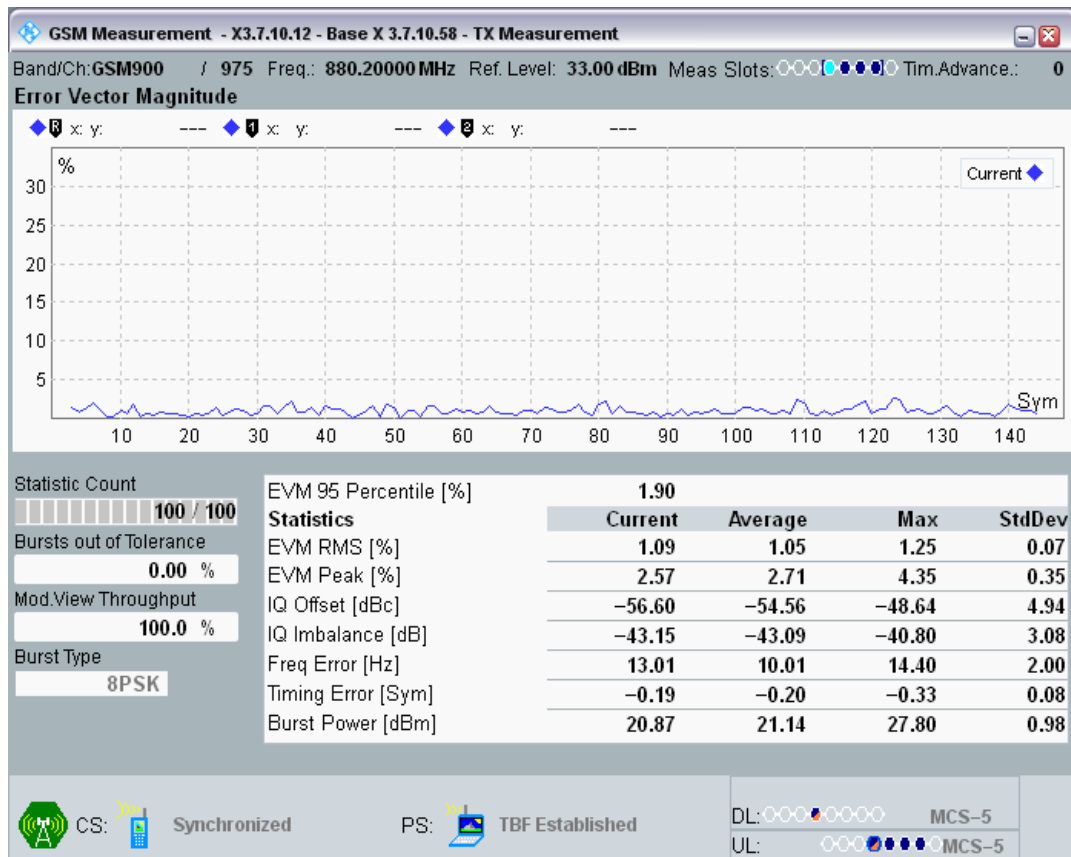 GSM Measurement - X3.7.10.12 - Base X 3.7.10.58 - TX Measurement
Band/Ch:GSM900 / 975 Freq.: 880.20000 MHz Ref. Level: 33.00 dBm Meas Slots: Tim.Advance.: 0
Error Vector Magnitude
R x: y: --- 1 x: y: --- 2 x: y: ---
%
Current
30
25
20
15
10
5
Sym
10 20 30 40 50 60 70 80 90 100 110 120 130 140
Statistic Count
100 / 100
Bursts out of Tolerance
0.00 %
Mod.View Throughput
100.0 %
Burst Type
8PSK
EVM 95 Percentile [%] 1.90
Statistics Current Average Max StdDev
EVM RMS [%] 1.09 1.05 1.25 0.07
EVM Peak [%] 2.57 2.71 4.35 0.35
IQ Offset [dBc] −56.60 −54.56 −48.64 4.94
IQ Imbalance [dB] −43.15 −43.09 −40.80 3.08
Freq Error [Hz] 13.01 10.01 14.40 2.00
Timing Error [Sym] −0.19 −0.20 −0.33 0.08
Burst Power [dBm] 20.87 21.14 27.80 0.98
CS: Synchronized PS: TBF Established
DL: MCS−5
UL: MCS−5